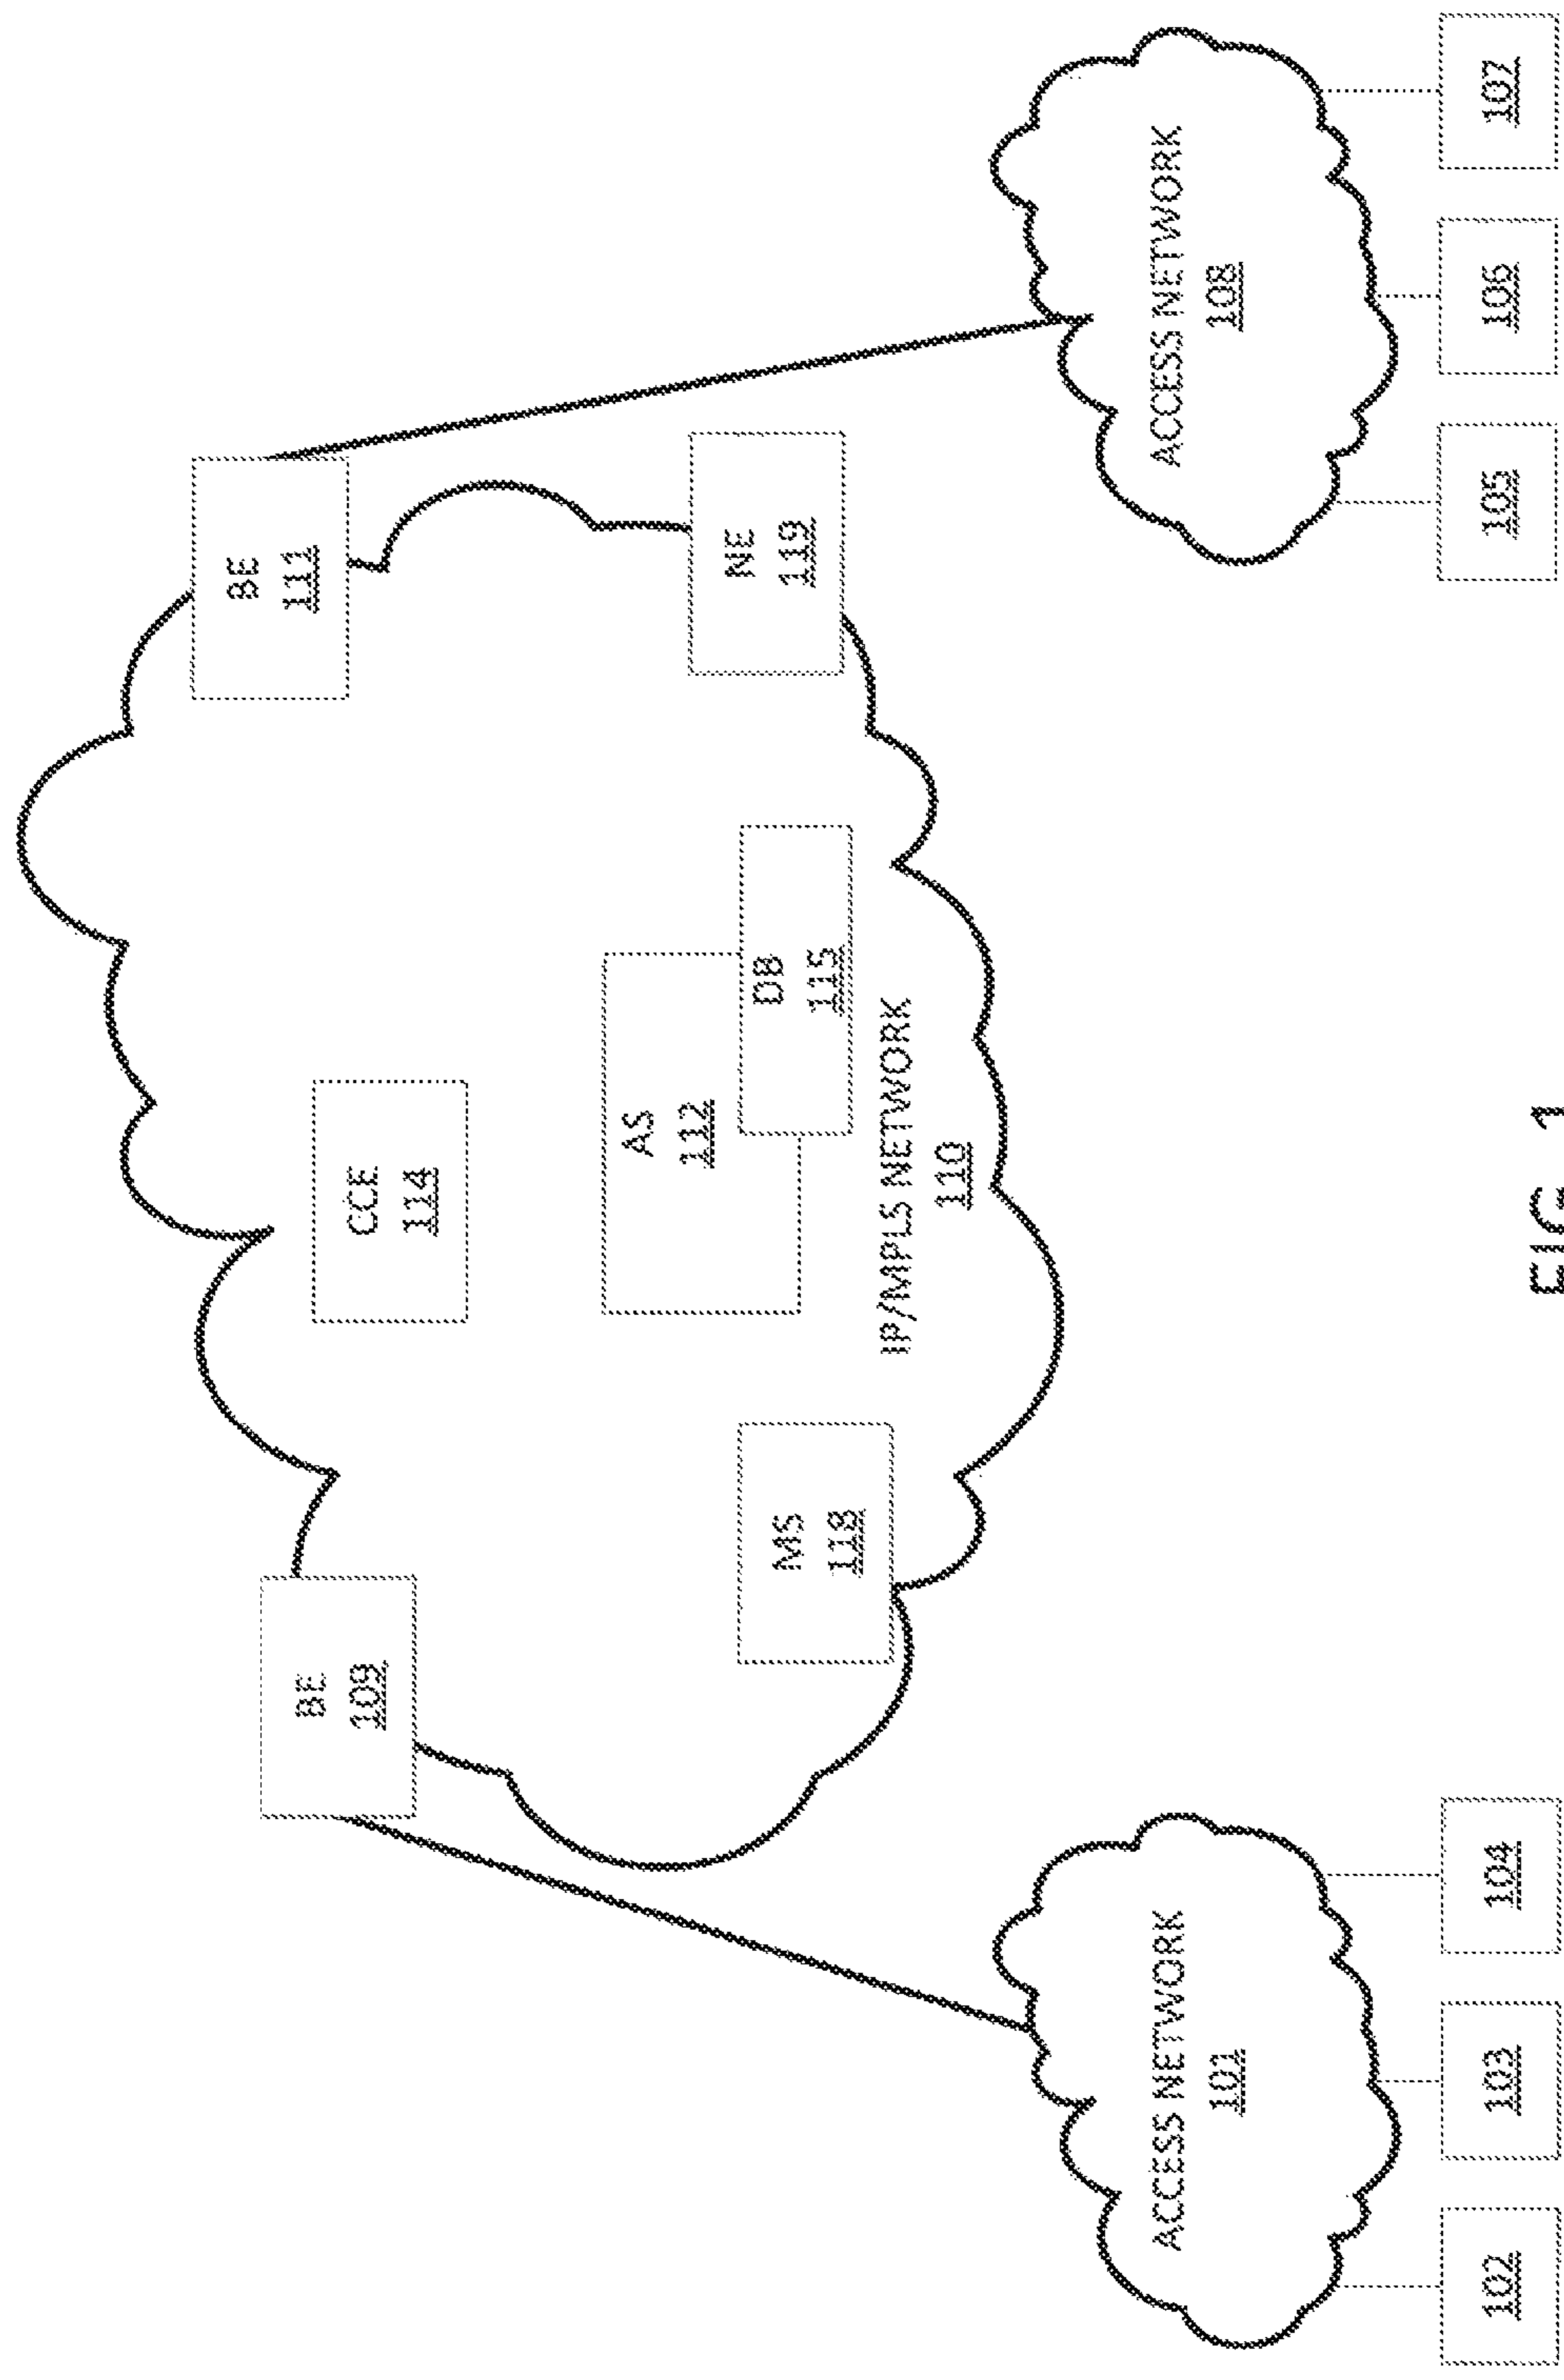 BE
109
BE
111
CCE
114
AS
112
DB
115
MS
118
NE
119
IP/MPLS NETWORK
110
ACCESS NETWORK
101
ACCESS NETWORK
108
102
103
104
105
106
107
FIG. 1